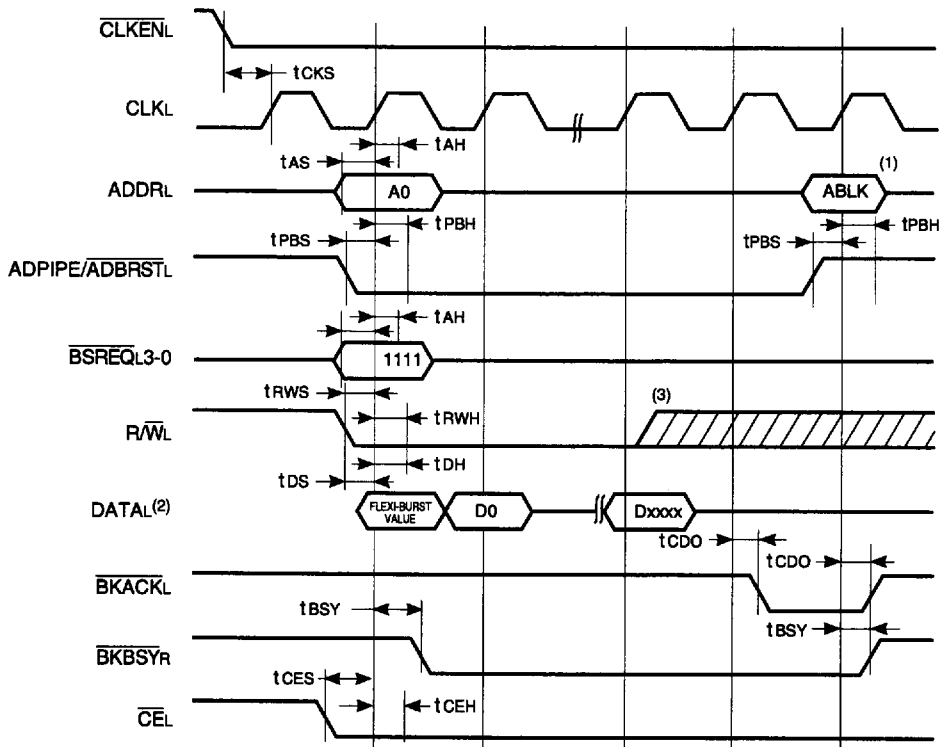 CLKENL
tCKS
CLKL
tAH
tAS
ADDRL A0 ABLK (1)
tPBH
tPBS
tPBS tPBH
ADPIPE/ADBRSTL
tAH
BSREQL3-0 1111
tRWS
tRWH
(3)
R/WL
tDH
tDS
DATAL(2) FLEXI-BURST VALUE D0 Dxxxx
tCDO
tCDO
BKACKL
tBSY
tBSY
BKBSYR
tCES
tCEH
CEL